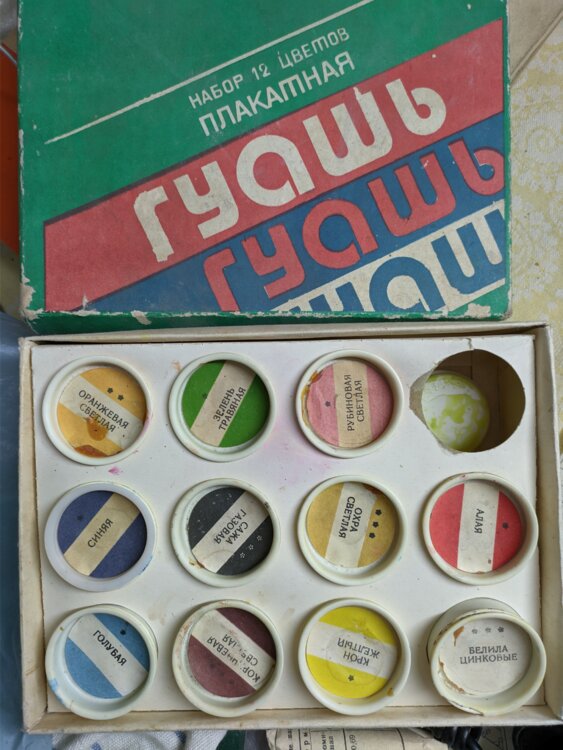 НАБОР 12 ЦВЕТОВ
ПЛАКАТНАЯ
ГУАШЬ
ГУАШЬ
УАШ
ОРАНЖЕВАЯ
СВЕТЛАЯ
ЗЕЛЕНЬ
ТРАВЯНАЯ
РУБИНОВАЯ
СВЕТЛАЯ
СИНЯЯ
САЖА
ГАЗОВАЯ
ОХРА
СВЕТЛАЯ
АЛАЯ
ГОЛУБАЯ
КРОН
ЖЕЛТЫЙ
БЕЛИЛА
ЦИНКОВЫЕ